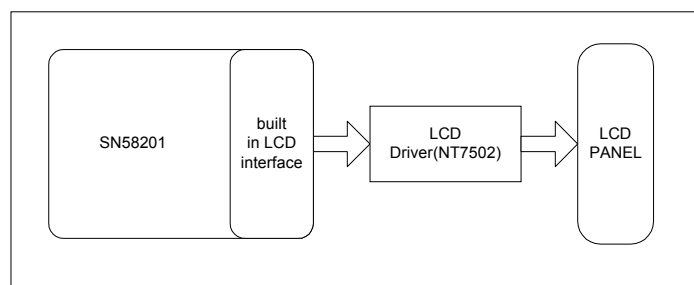 SN58201
built
in LCD
interface
LCD
Driver(NT7502)
LCD
PANEL